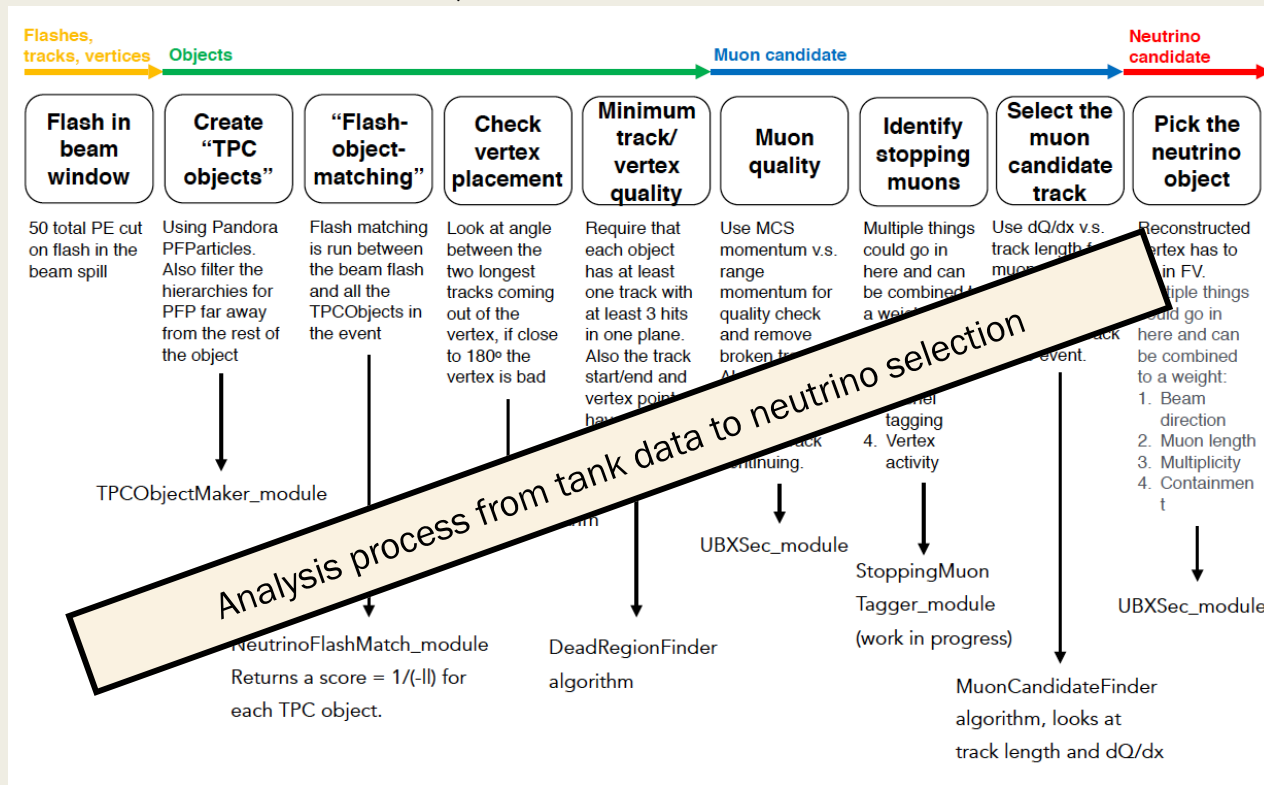 Flashes,
tracks, vertices
Objects
Muon candidate
Neutrino
candidate
Flash in
beam
window
Create
“TPC
objects”
“Flash-
object-
matching”
Check
vertex
placement
Minimum
track/
vertex
quality
Muon
quality
Identify
stopping
muons
Select the
muon
candidate
track
Pick the
neutrino
object
50 total PE cut
on flash in the
beam spill
Using Pandora
PFParticles.
Also filter the
hierarchies for
PFP far away
from the rest of
the object
Flash matching
is run between
the beam flash
and all the
TPCObjects in
the event
Look at angle
between the
two longest
tracks coming
out of the
vertex, if close
to 180º the
vertex is bad
Require that
each object
has at least
one track with
at least 3 hits
in one plane.
Also the track
start/end and
vertex
Use MCS
momentum v.s.
range
momentum for
quality check
and remove
broken
Multiple things
could go in
here and can
be combined
a
tagging
4. Vertex
activity
Use dQ/dx v.s.
track length
event.
Reconstructed
has to
in FV.
go in
here and can
be combined
to a weight:
1. Beam
direction
2. Muon length
3. Multiplicity
4. Containmen
t
Analysis process from tank data to neutrino selection
TPCObjectMaker_module
NeutrinoFlashMatch_module
Returns a score = 1/(-ll) for
each TPC object.
DeadRegionFinder
algorithm
UBXSec_module
StoppingMuon
Tagger_module
(work in progress)
MuonCandidateFinder
algorithm, looks at
track length and dQ/dx
UBXSec_module